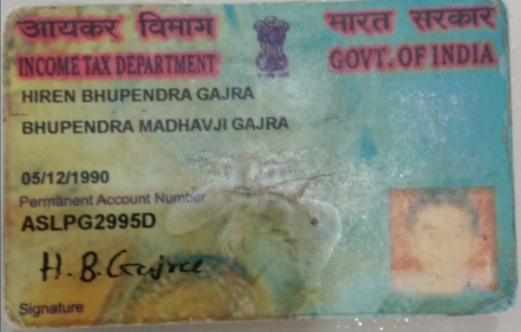 आयकर विभाग भारत सरकार
INCOME TAX DEPARTMENT GOVT. OF INDIA
HIREN BHUPENDRA GAJRA
BHUPENDRA MADHAVJI GAJRA
05/12/1990
Permanent Account Number
ASLPG2995D
H. B. Gajra
Signature